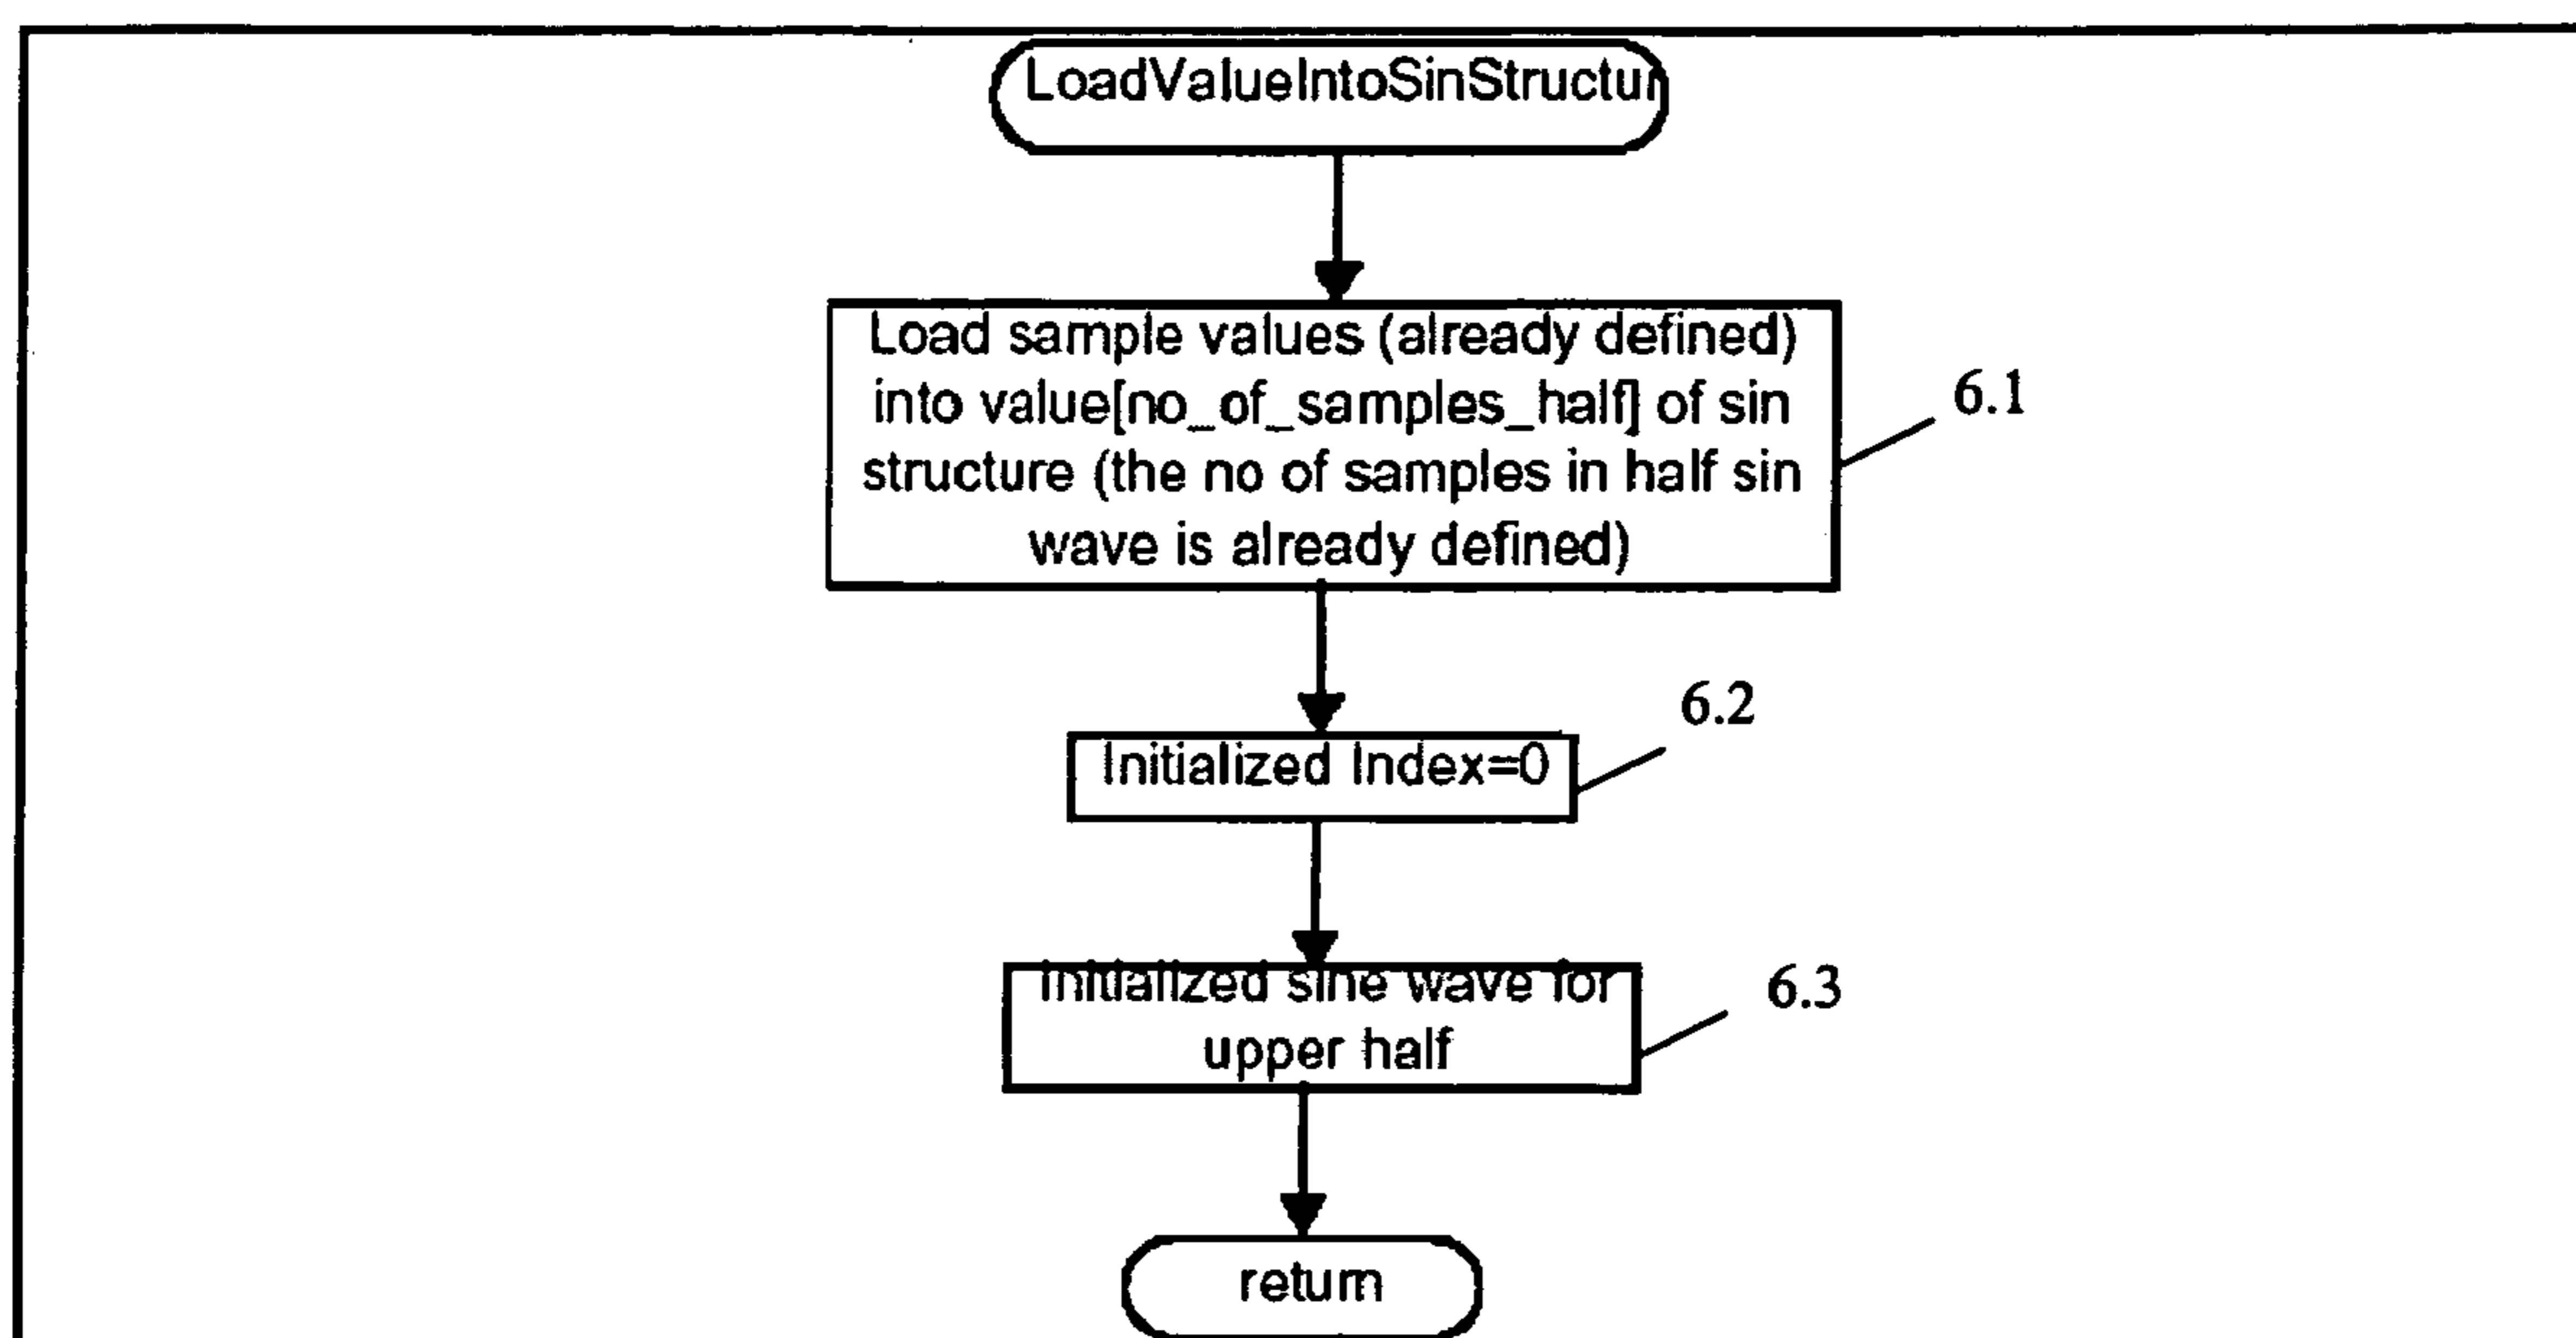 LoadValueIntoSinStructur
Load sample values (already defined)
into value[no_of_samples_half] of sin
structure (the no of samples in half sin
wave is already defined)
6.1
6.2
Initialized Index=0
Initialized sine wave for
upper half
6.3
return